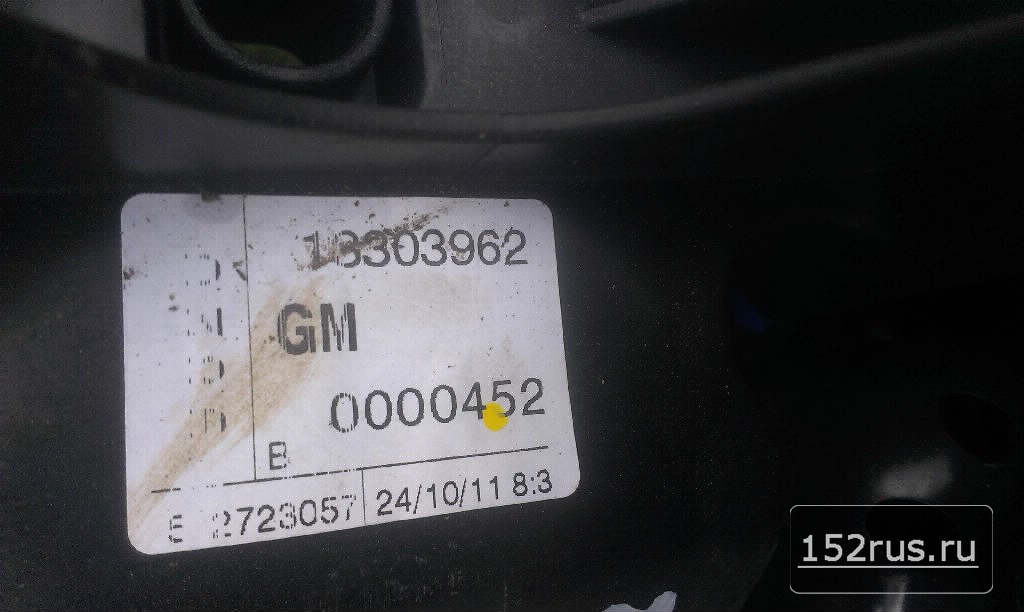 13303962
GM
0000452
B
E 2723057 24/10/11 8:3
152rus.ru